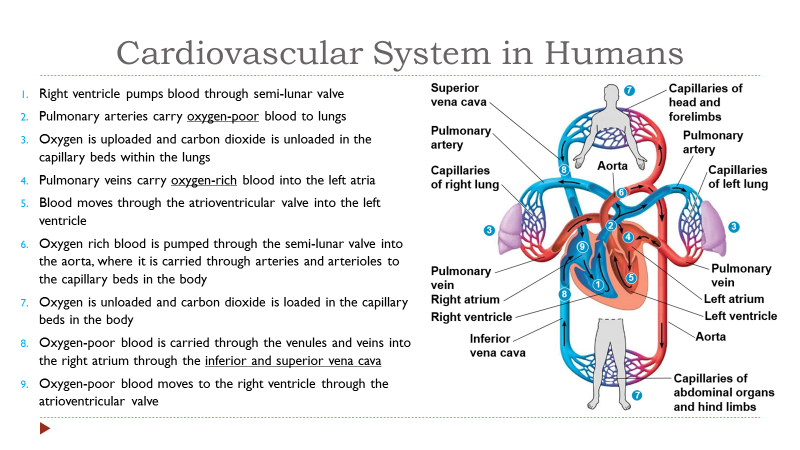 Cardiovascular System in Humans
1. Right ventricle pumps blood through semi-lunar valve
2. Pulmonary arteries carry oxygen-poor blood to lungs
3. Oxygen is uploaded and carbon dioxide is unloaded in the
capillary beds within the lungs
4. Pulmonary veins carry oxygen-rich blood into the left atria
5. Blood moves through the atrioventricular valve into the left
ventricle
6. Oxygen rich blood is pumped through the semi-lunar valve into
the aorta, where it is carried through arteries and arterioles to
the capillary beds in the body
7. Oxygen is unloaded and carbon dioxide is loaded in the capillary
beds in the body
8. Oxygen-poor blood is carried through the venules and veins into
the right atrium through the inferior and superior vena cava
9. Oxygen-poor blood moves to the right ventricle through the
atrioventricular valve
Superior
vena cava
7
Capillaries of
head and
forelimbs
Pulmonary
artery
Pulmonary
artery
Capillaries
of right lung
Aorta
Capillaries
of left lung
8
6
3
2
4
3
9
5
1
8
Pulmonary
vein
Pulmonary
vein
Right atrium
Left atrium
Right ventricle
Left ventricle
Inferior
vena cava
Aorta
Capillaries of
abdominal organs
and hind limbs
7